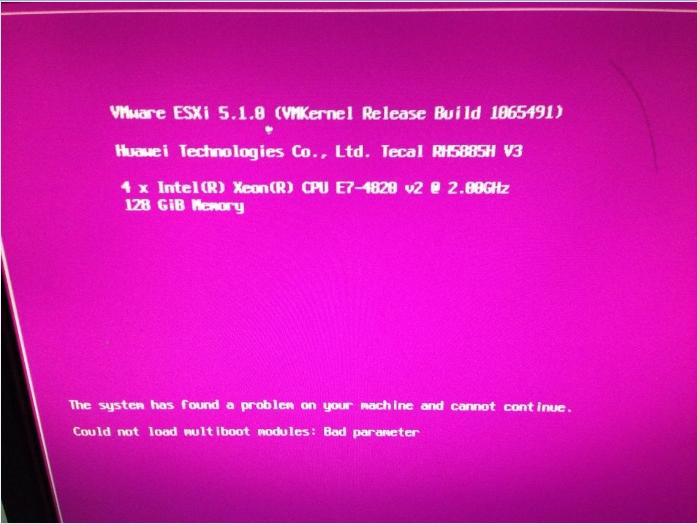 VMware ESXi 5.1.0 (VMKernel Release Build 1065491)
Huawei Technologies Co., Ltd. Tecal RH5885H V3
4 x Intel(R) Xeon(R) CPU E7-4820 v2 @ 2.00GHz
128 GiB Memory
The system has found a problem on your machine and cannot continue.
Could not load multiboot modules: Bad parameter